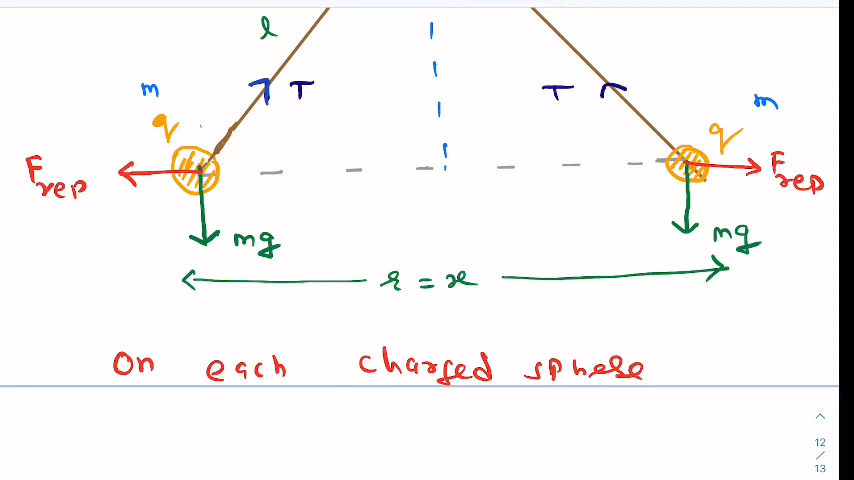 l
m T T m
q q
Frep Frep
mg mg
r = x
On each charged sphere
12
/
13